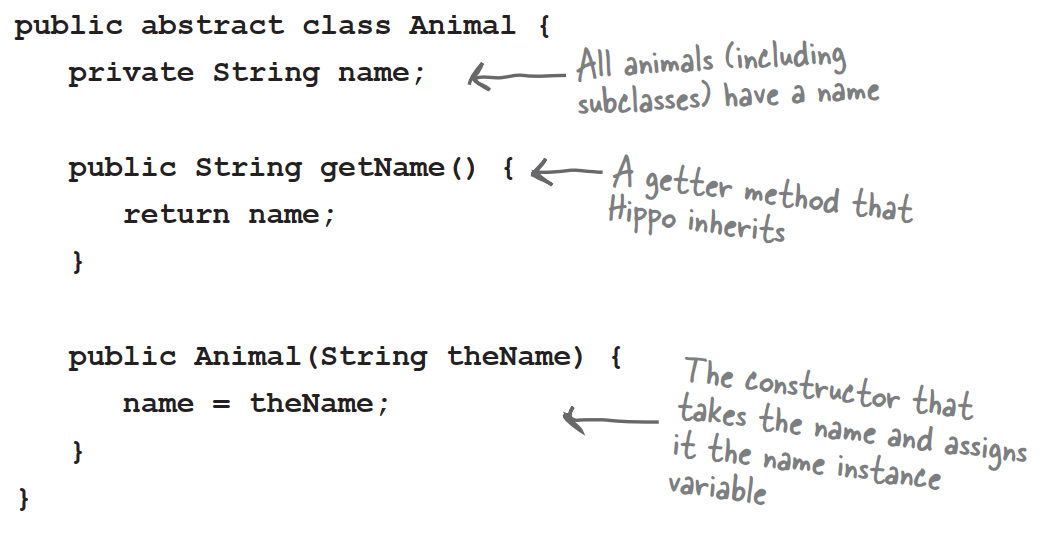 public abstract class Animal {
private String name;
All animals (including
subclasses) have a name
public String getName() {
A getter method that
Hippo inherits
return name;
}
public Animal(String theName) {
name = theName;
}
The constructor that
takes the name and assigns
it the name instance
variable
}